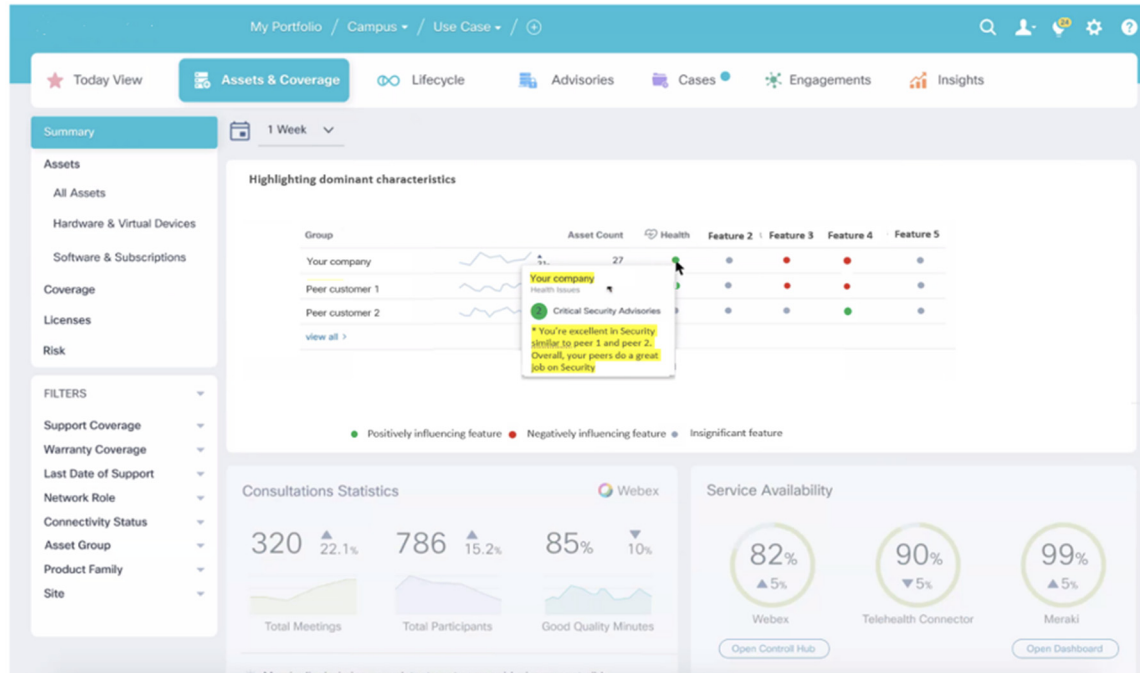 My Portfolio / Campus / Use Case /
24
Today View
Assets & Coverage
Lifecycle
Advisories
Cases
Engagements
Insights
Summary
Assets
All Assets
Hardware & Virtual Devices
Software & Subscriptions
Coverage
Licenses
Risk
FILTERS
Support Coverage
Warranty Coverage
Last Date of Support
Network Role
Connectivity Status
Asset Group
Product Family
Site
1 Week
Highlighting dominant characteristics
Group Asset Count Health Feature 2 Feature 3 Feature 4 Feature 5
Your company 27
Peer customer 1
Peer customer 2
view all >
Your company
Health Issues
2 Critical Security Advisories
* You're excellent in Security
similar to peer 1 and peer 2.
Overall, your peers do a great
job on Security
Positively influencing feature Negatively influencing feature Insignificant feature
Consultations Statistics
Webex
320 22.1%
786 15.2%
85% 10%
Total Meetings
Total Participants
Good Quality Minutes
Service Availability
82%
5%
Webex
Open Controll Hub
90%
5%
Telehealth Connector
99%
5%
Meraki
Open Dashboard